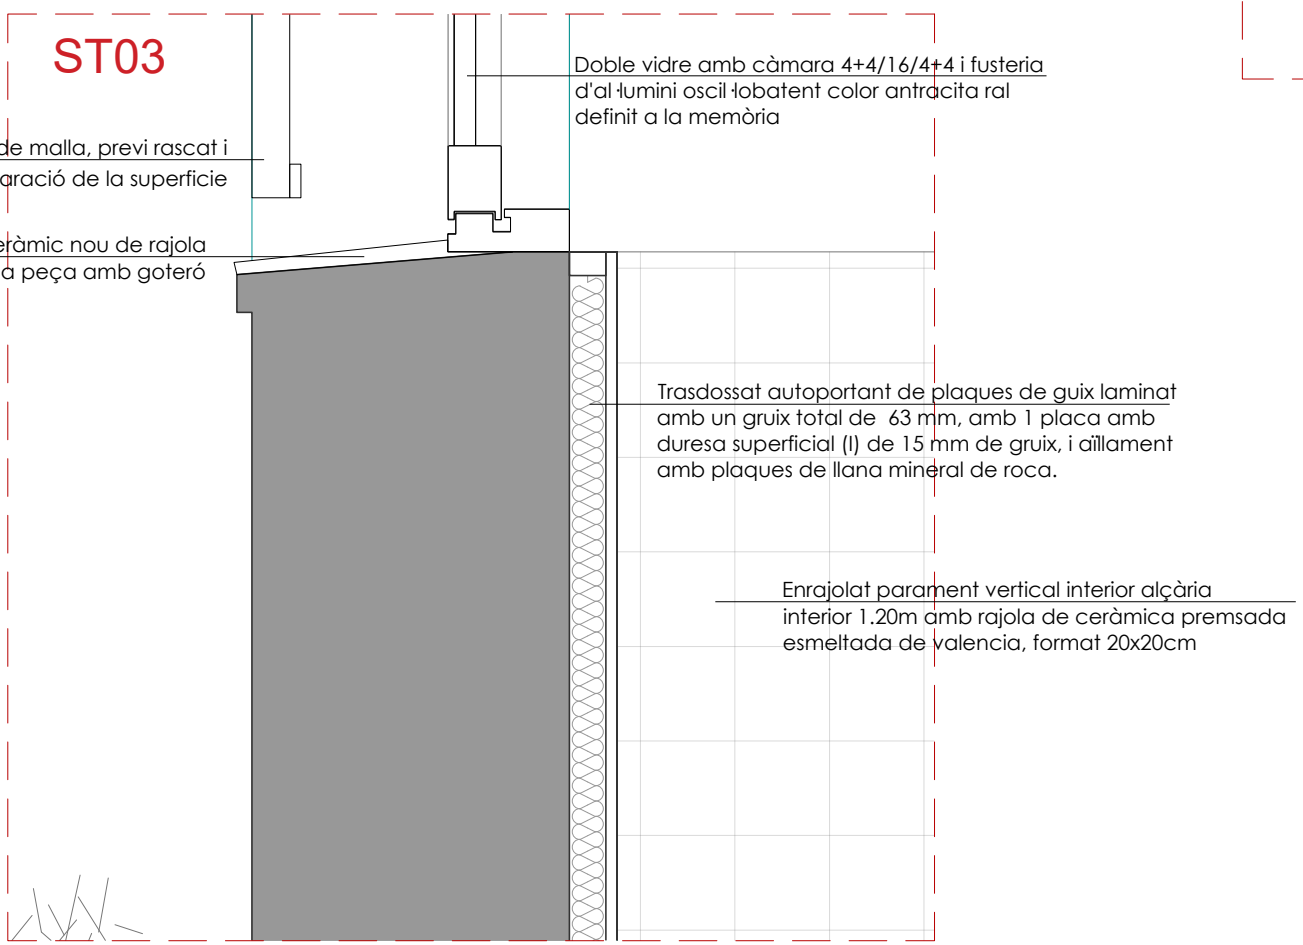 ST03
Doble vidre amb càmara 4+4/16/4+4 i fusteria
d'al·lumini oscil·lobatent color antracita ral
definit a la memòria
de malla, previ rascat i
aració de la superficie
eràmic nou de rajola
a peça amb goteró
Trasdossat autoportant de plaques de guix laminat
amb un gruix total de 63 mm, amb 1 placa amb
duresa superficial (I) de 15 mm de gruix, i aïllament
amb plaques de llana mineral de roca.
Enrajolat parament vertical interior alçària
interior 1.20m amb rajola de ceràmica premsada
esmeltada de valencia, format 20x20cm